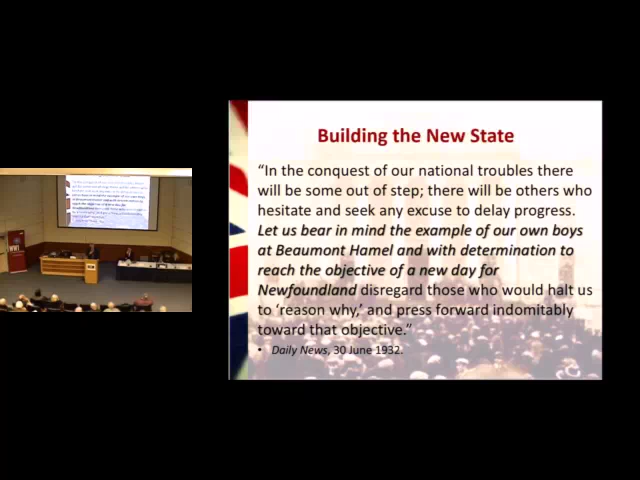 Building the New State
“In the conquest of our national troubles there
will be some out of step; there will be others who
hesitate and seek any excuse to delay progress.
Let us bear in mind the example of our own boys
at Beaumont Hamel and with determination to
reach the objective of a new day for
Newfoundland disregard those who would halt us
to ‘reason why,’ and press forward indomitably
toward that objective.”
• Daily News, 30 June 1932.